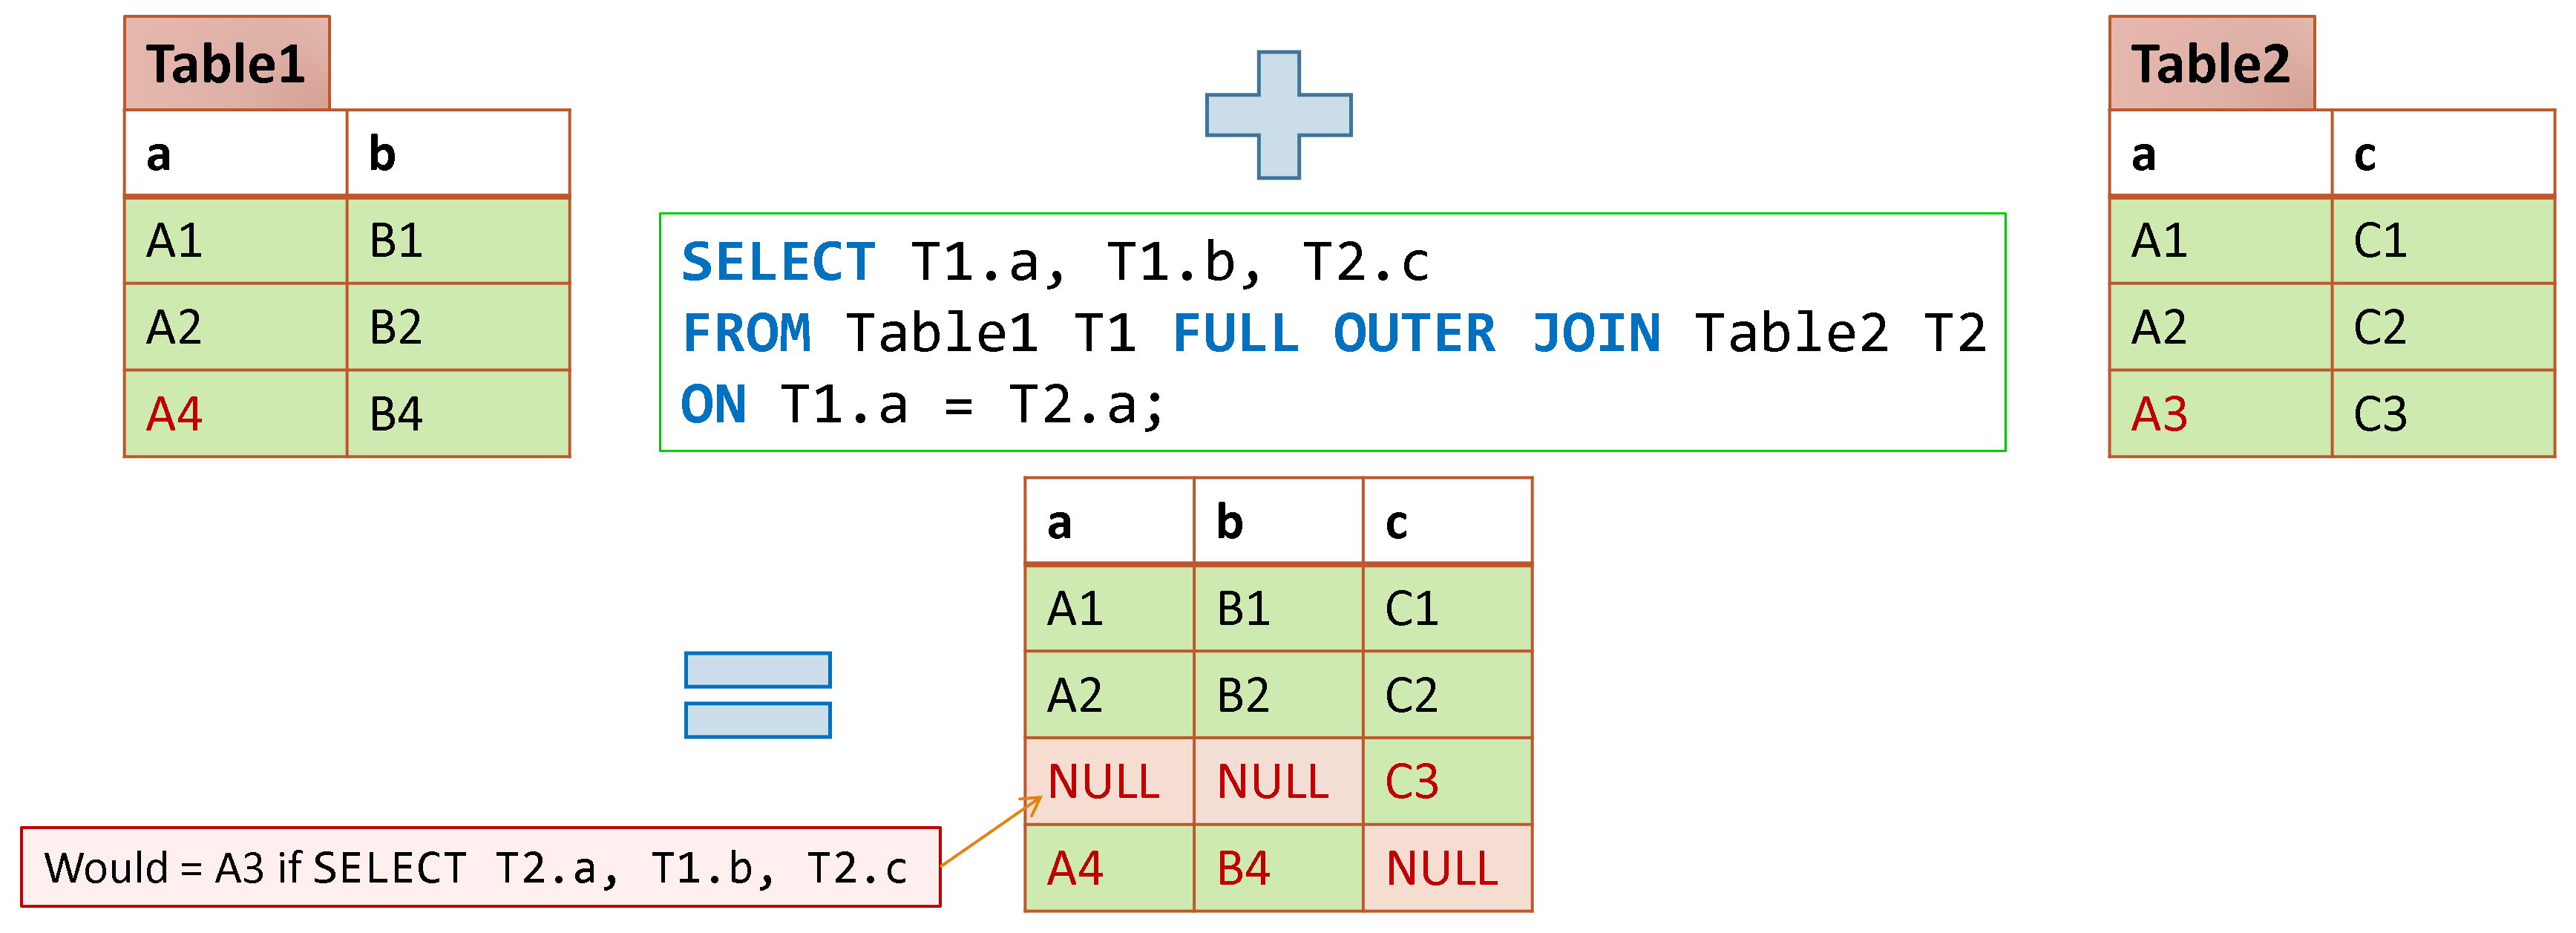 Table1
a b
A1 B1
A2 B2
A4 B4
SELECT T1.a, T1.b, T2.c
FROM Table1 T1 FULL OUTER JOIN Table2 T2
ON T1.a = T2.a;
Table2
a c
A1 C1
A2 C2
A3 C3
a b c
A1 B1 C1
A2 B2 C2
NULL NULL C3
A4 B4 NULL
Would = A3 if SELECT T2.a, T1.b, T2.c